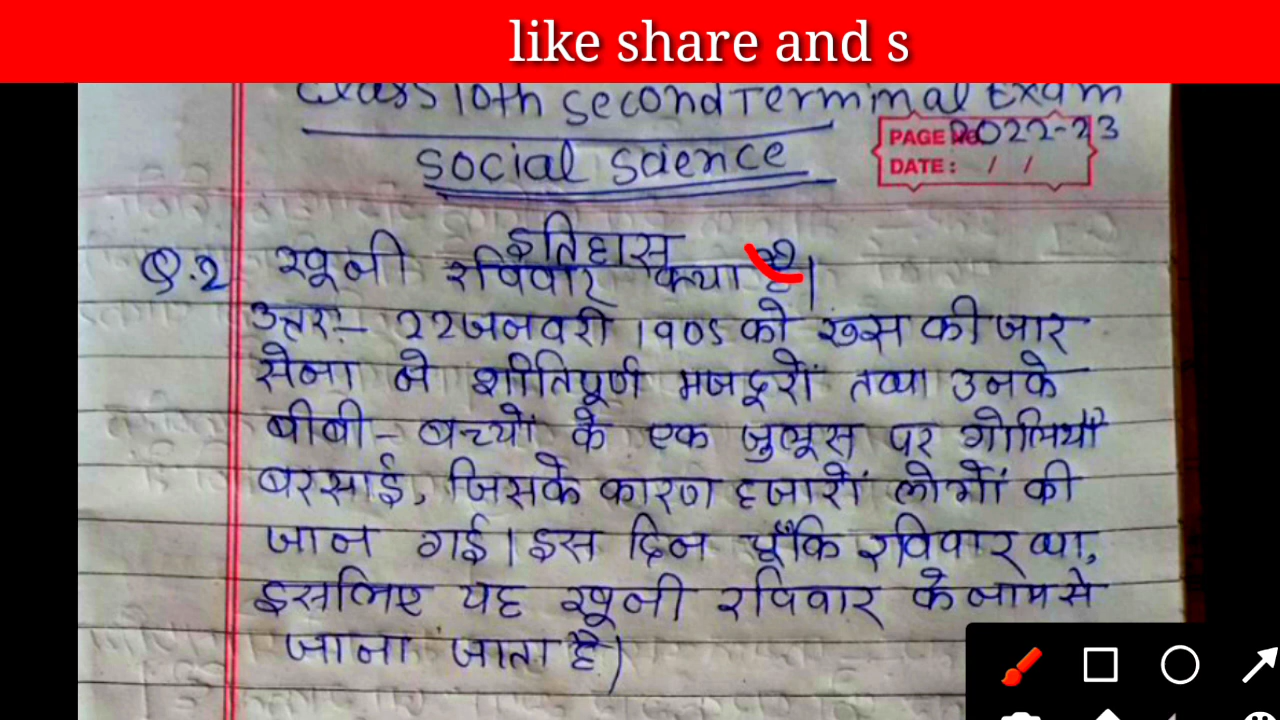 like share and s
Class 10th Second Terminal Exam
2022-23
PAGE No.
DATE: / /
Social Science
इतिहास
Q.2 खूनी रविवार क्या है।
उत्तर:- 22 जनवरी 1905 को रूस की जार
सेना ने शांतिपूर्ण मजदूरों तथा उनके
बीबी-बच्चों के एक जुलूस पर गोलियाँ
बरसाई, जिसके कारण हजारों लोगों की
जान गई। इस दिन चूँकि रविवार था,
इसलिए यह खूनी रविवार के नाम से
जाना जाता है।